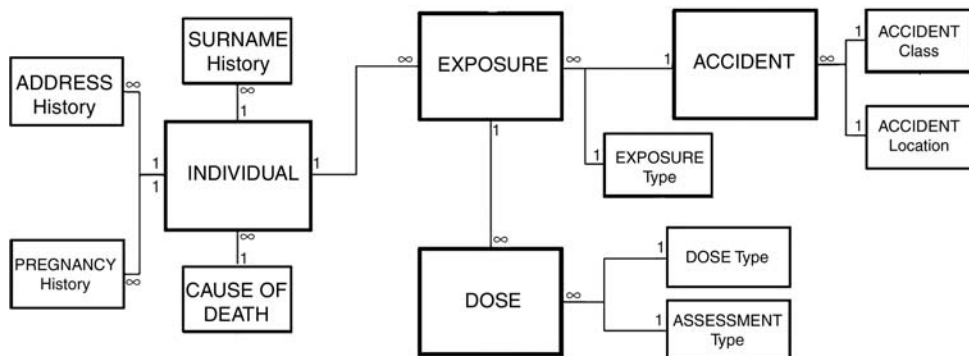 SURNAME
History
∞
1
ADDRESS
History
∞
1
1
INDIVIDUAL
1
PREGNANCY
History
∞
∞
1
CAUSE OF
DEATH
∞
EXPOSURE
∞
1
1
ACCIDENT
∞
1
ACCIDENT
Class
1
ACCIDENT
Location
1
EXPOSURE
Type
∞
DOSE
∞
1
DOSE Type
1
ASSESSMENT
Type